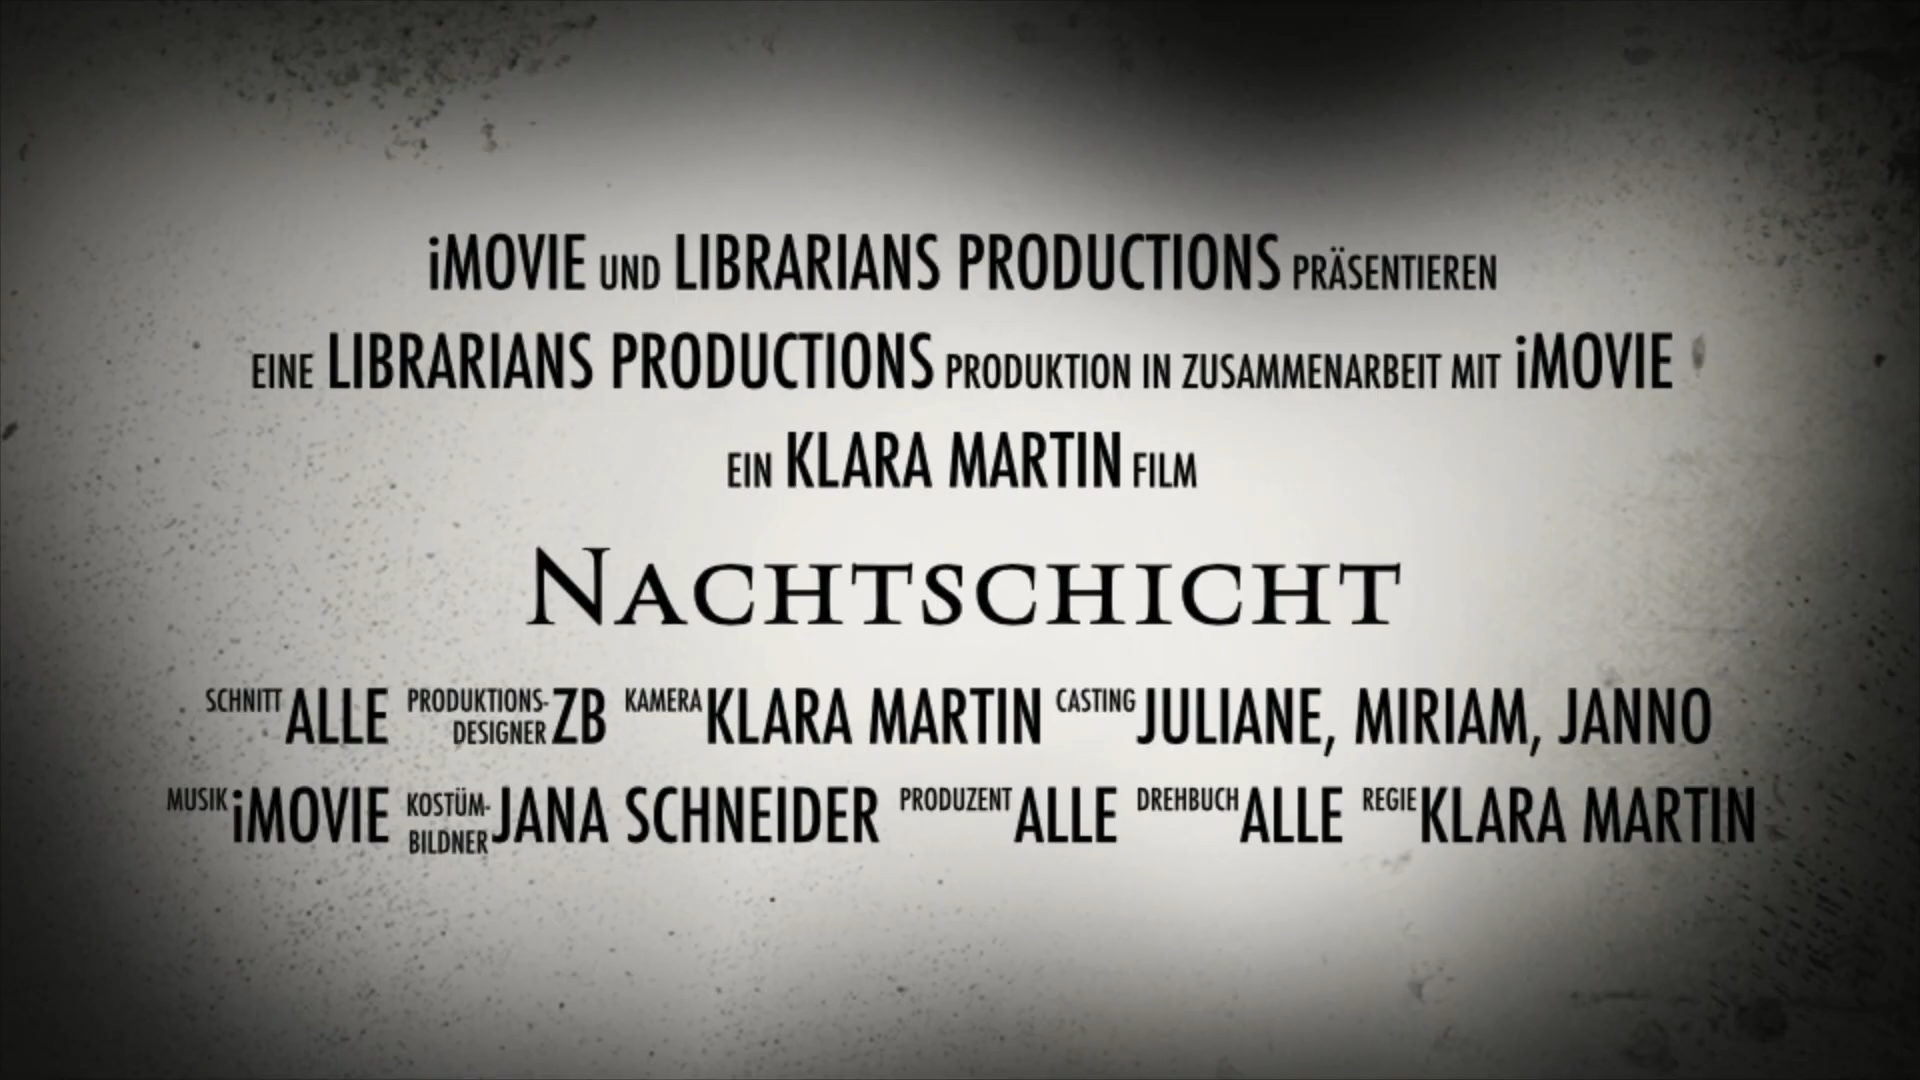 iMOVIE UND LIBRARIANS PRODUCTIONS PRÄSENTIEREN
EINE LIBRARIANS PRODUCTIONS PRODUKTION IN ZUSAMMENARBEIT MIT iMOVIE
EIN KLARA MARTIN FILM
NACHTSCHICHT
SCHNITT ALLE PRODUKTIONS-DESIGNER ZB KAMERA KLARA MARTIN CASTING JULIANE, MIRIAM, JANNO
MUSIK iMOVIE KOSTÜM-BILDNER JANA SCHNEIDER PRODUZENT ALLE DREHBUCH ALLE REGIE KLARA MARTIN